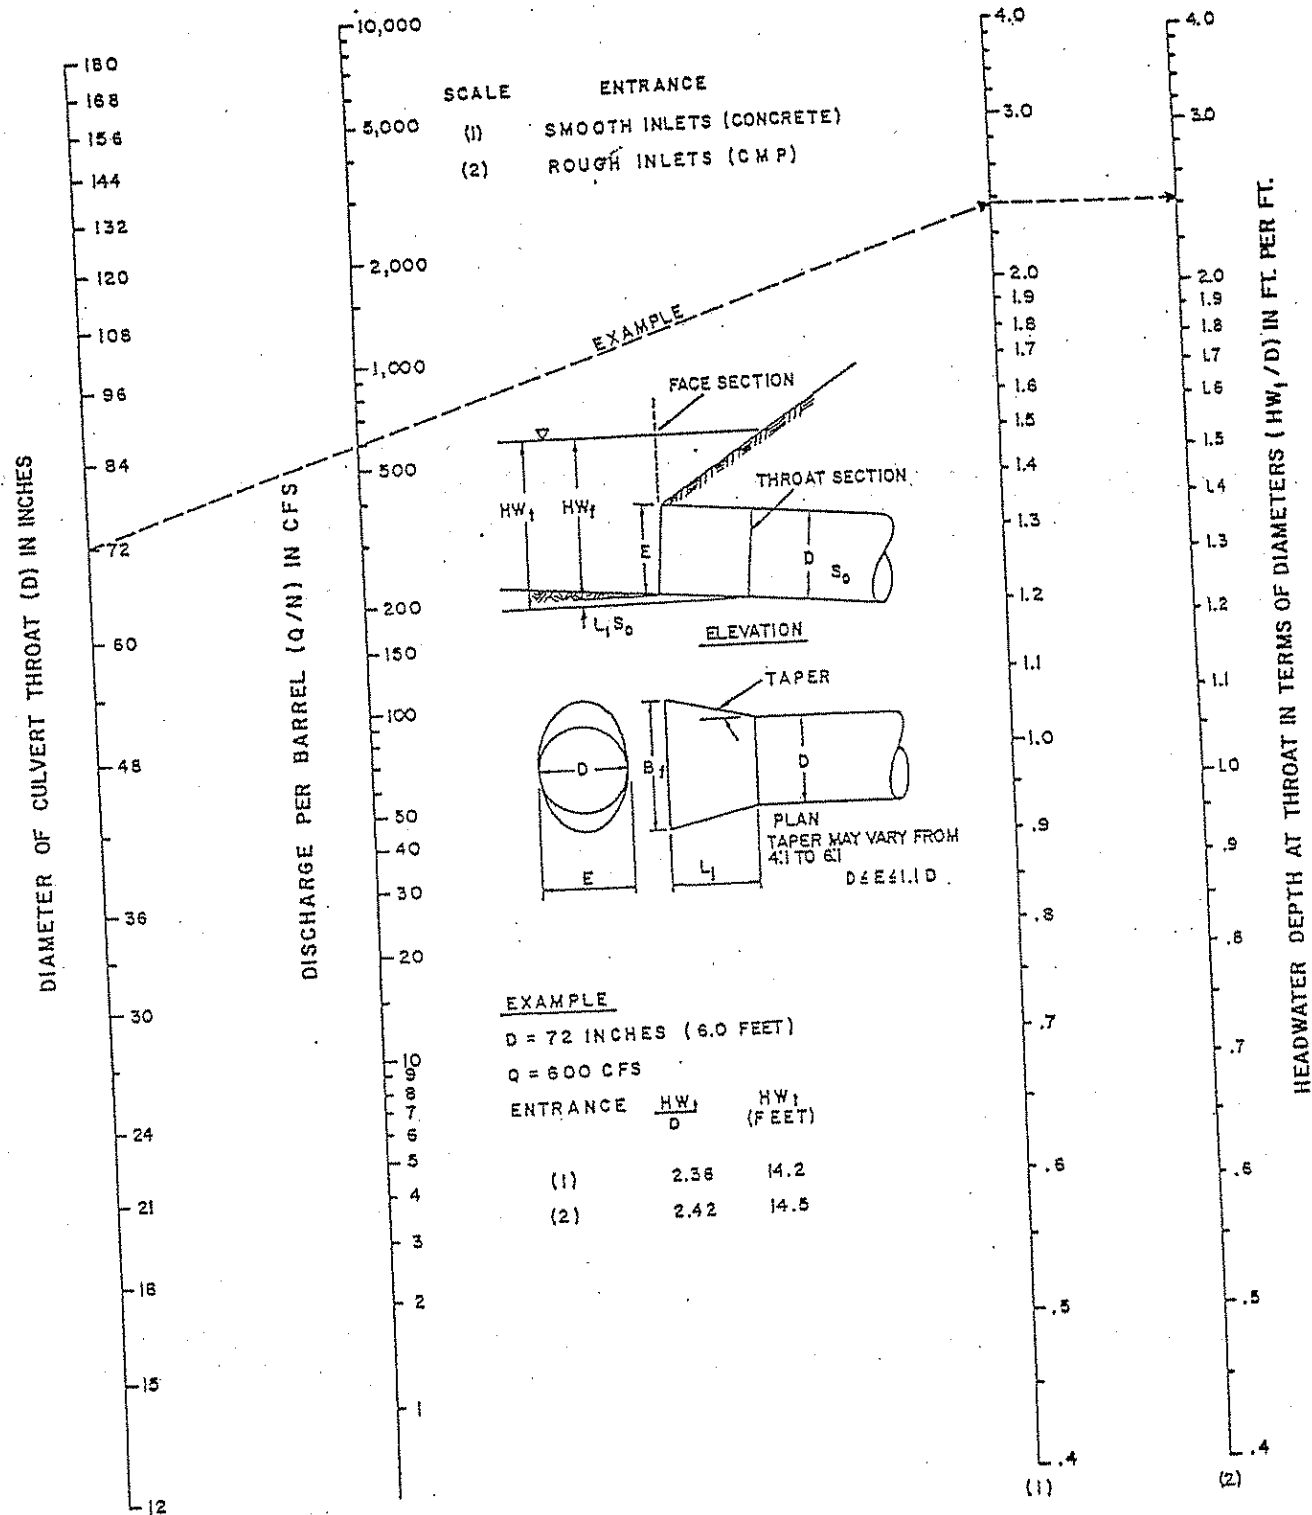 DIAMETER OF CULVERT THROAT (D) IN INCHES
180
168
156
144
132
120
108
96
84
72
60
48
36
30
24
21
18
15
12
DISCHARGE PER BARREL (Q/N) IN CFS
10,000
5,000
2,000
1,000
500
200
150
100
50
40
30
20
10
9
8
7
6
5
4
3
2
1
SCALE ENTRANCE
(1) SMOOTH INLETS (CONCRETE)
(2) ROUGH INLETS (CMP)
EXAMPLE
FACE SECTION
THROAT SECTION
HWt
HWf
E
D
S0
L1 S0
ELEVATION
TAPER
D
Bf
D
E
L1
PLAN
TAPER MAY VARY FROM
4:1 TO 6:1
D≤E≤1.1 D
EXAMPLE
D = 72 INCHES (6.0 FEET)
Q = 600 CFS
ENTRANCE HWt/D HWt (FEET)
(1) 2.36 14.2
(2) 2.42 14.5
4.0
3.0
2.0
1.9
1.8
1.7
1.6
1.5
1.4
1.3
1.2
1.1
1.0
.9
.8
.7
.6
.5
.4
(1)
4.0
3.0
2.0
1.9
1.8
1.7
1.6
1.5
1.4
1.3
1.2
1.1
1.0
.9
.8
.7
.6
.5
.4
(2)
HEADWATER DEPTH AT THROAT IN TERMS OF DIAMETERS (HWt/D) IN FT. PER FT.